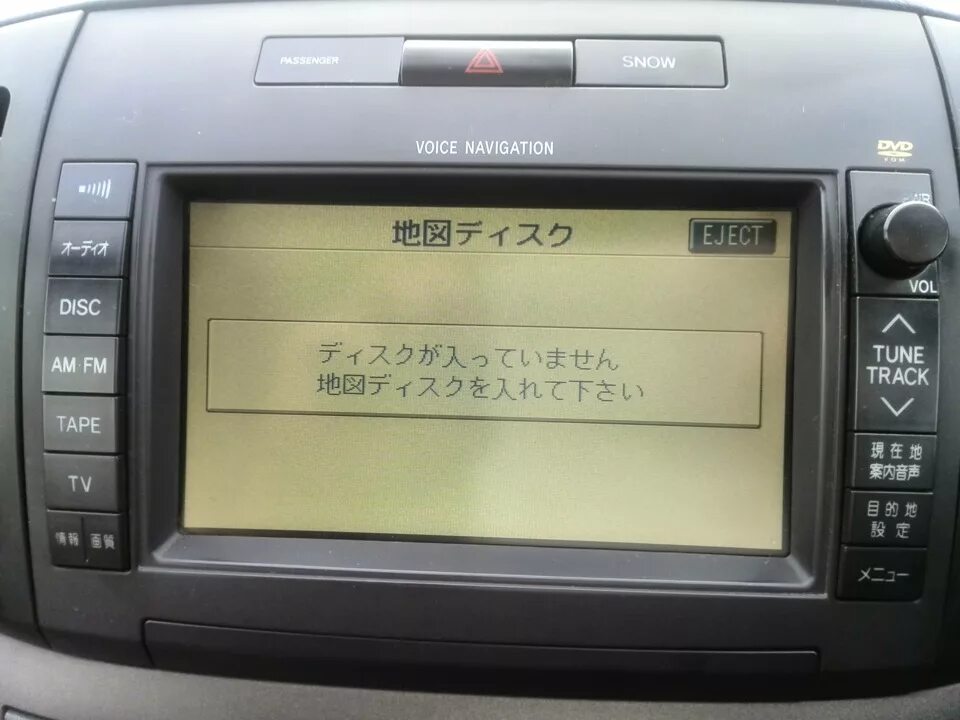 PASSENGER
SNOW
VOICE NAVIGATION
DVD
ROM
地図ディスク
EJECT
ディスクが入っていません
地図ディスクを入れて下さい
オーディオ
DISC
AM・FM
TAPE
TV
情報
画質
VOL
TUNE
TRACK
現在地
案内音声
目的地
設定
メニュー